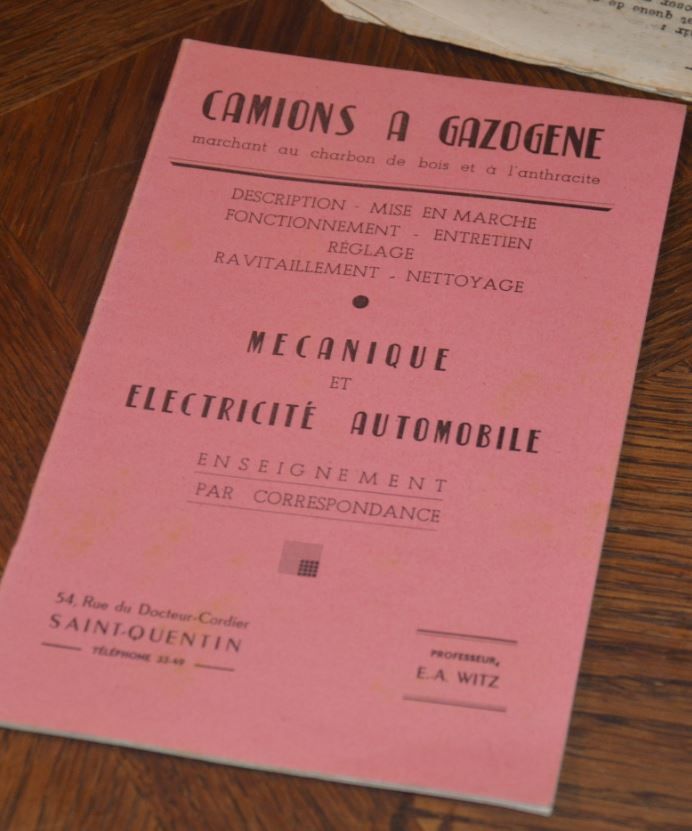 CAMIONS A GAZOGENE
marchant au charbon de bois et à l'anthracite
DESCRIPTION - MISE EN MARCHE
FONCTIONNEMENT - ENTRETIEN
RÉGLAGE
RAVITAILLEMENT - NETTOYAGE
MECANIQUE
ET
ELECTRICITÉ AUTOMOBILE
ENSEIGNEMENT
PAR CORRESPONDANCE
54, Rue du Docteur-Cordier
SAINT-QUENTIN
TÉLÉPHONE 33-69
PROFESSEUR,
E.-A. WITZ